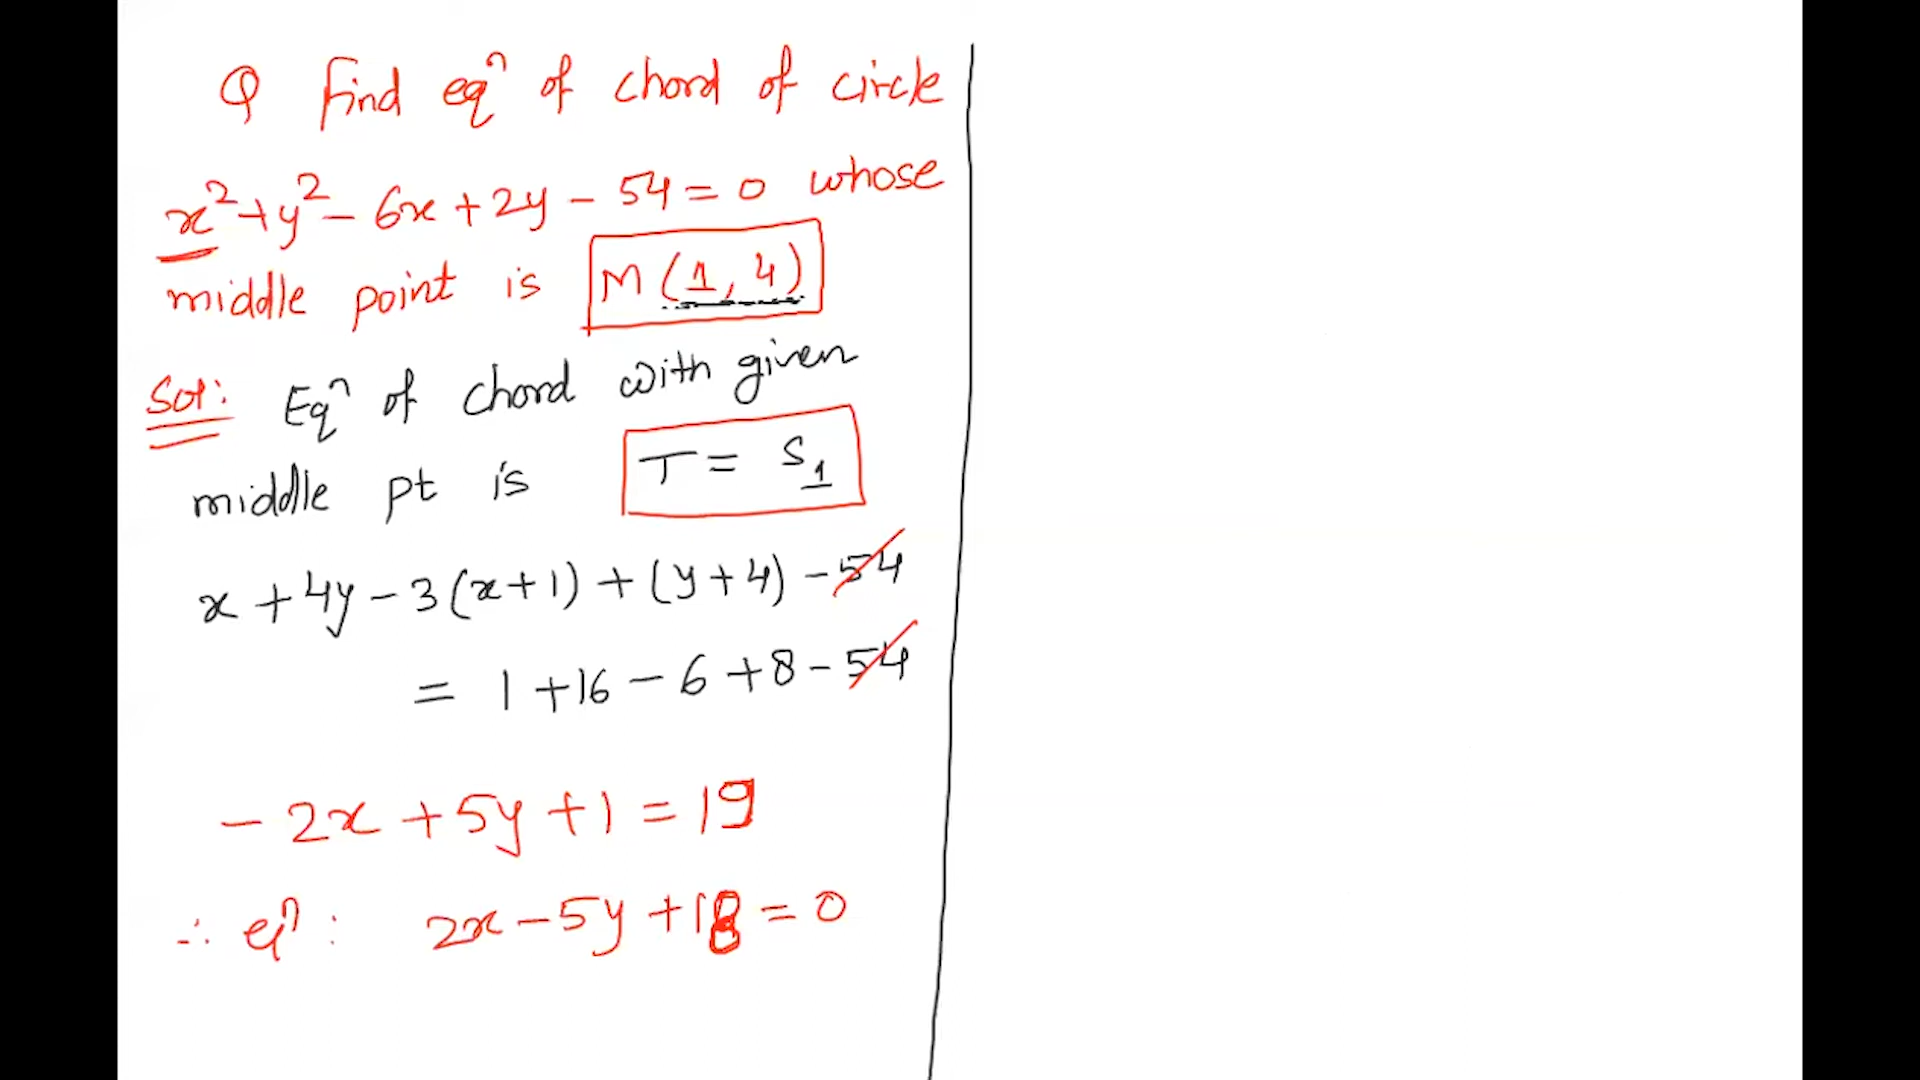 Q Find eqⁿ of chord of circle
x²+y²-6x+2y-54=0 whose
middle point is M(1,4)
Sol: Eqⁿ of chord with given
middle pt is T = S₁
x+4y-3(x+1)+(y+4)-54
= 1+16-6+8-54
-2x+5y+1=19
∴ eqⁿ: 2x-5y+18=0